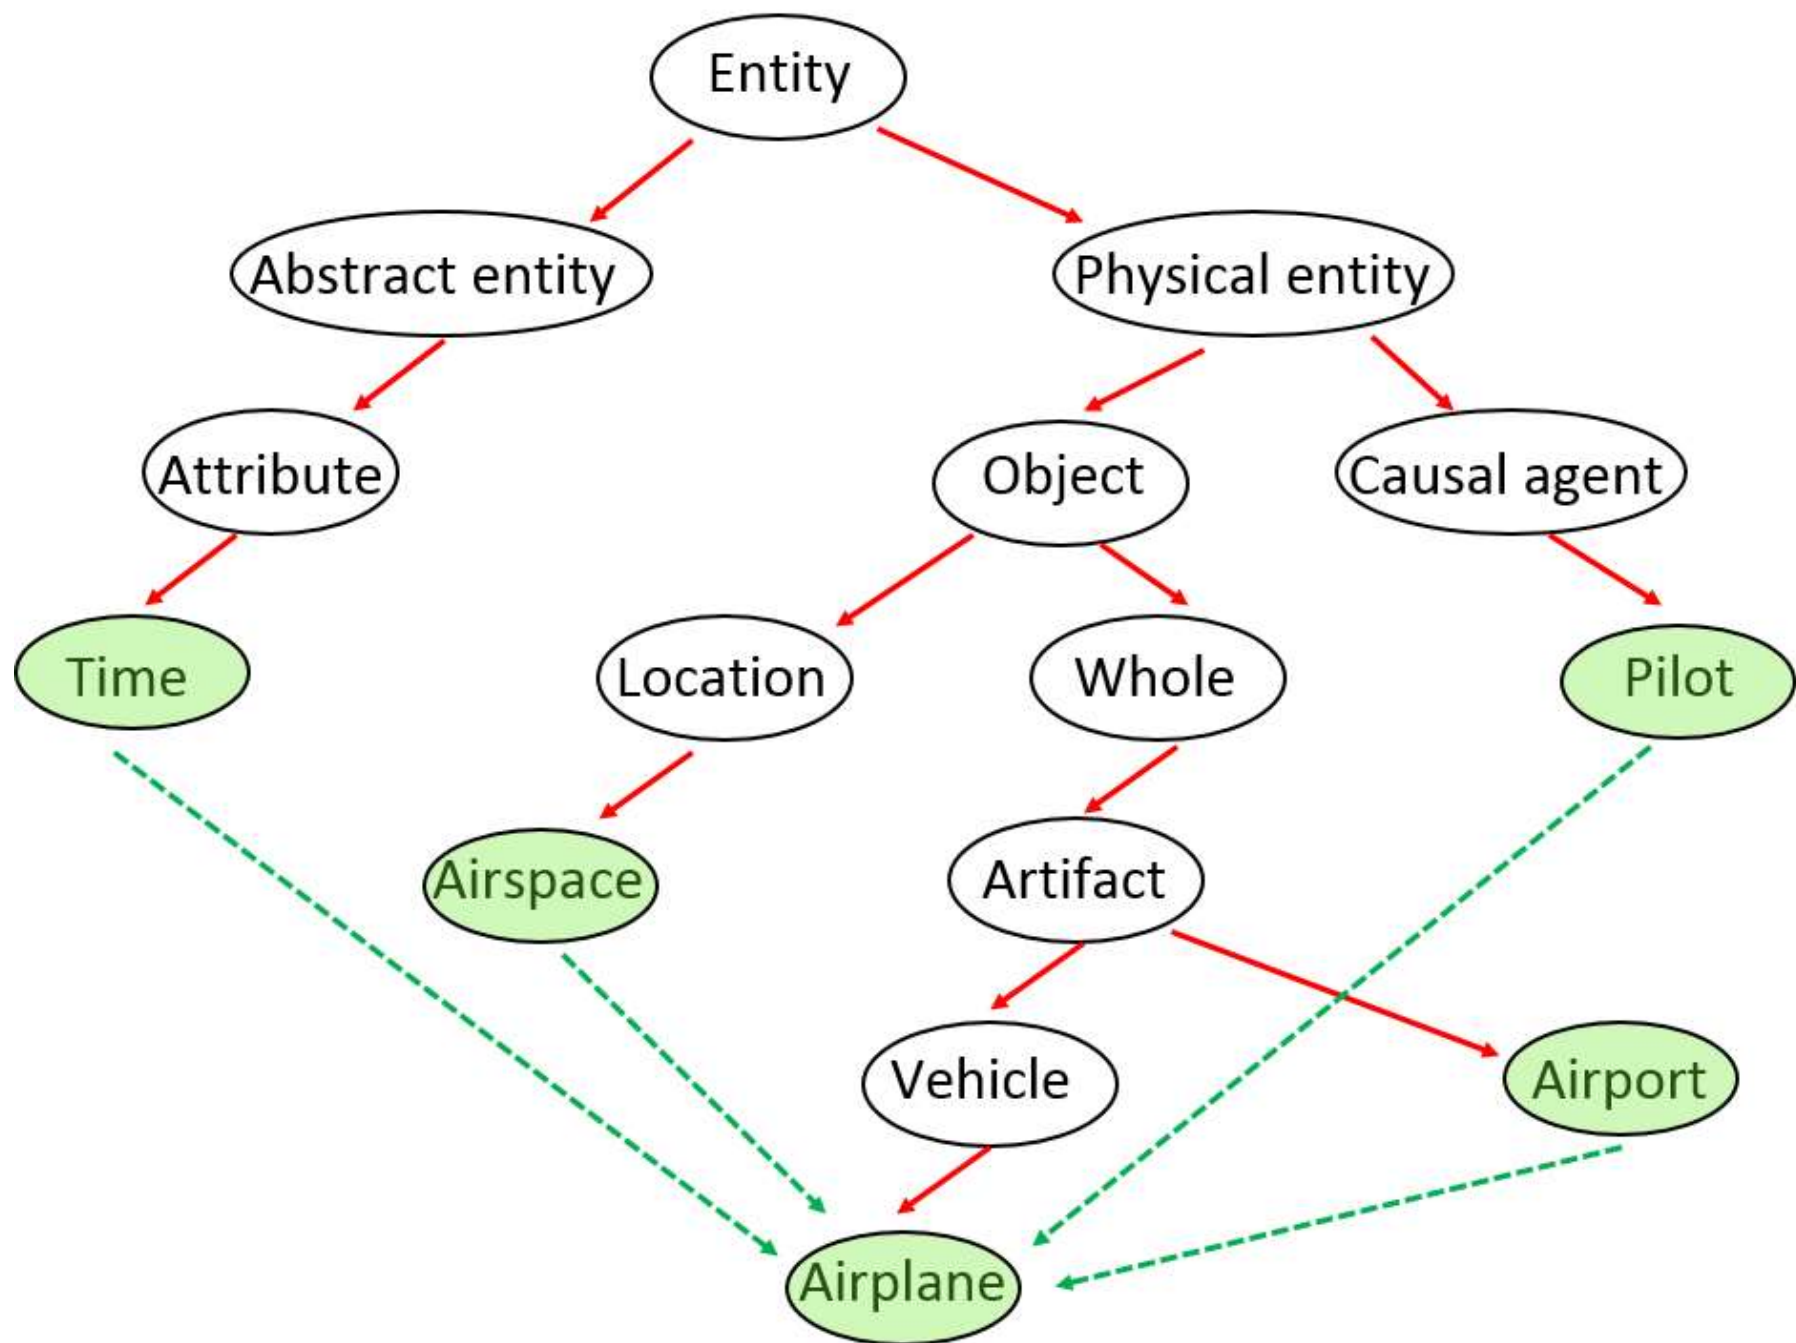 Entity
Abstract entity
Physical entity
Attribute
Object
Causal agent
Time
Location
Whole
Pilot
Airspace
Artifact
Vehicle
Airport
Airplane